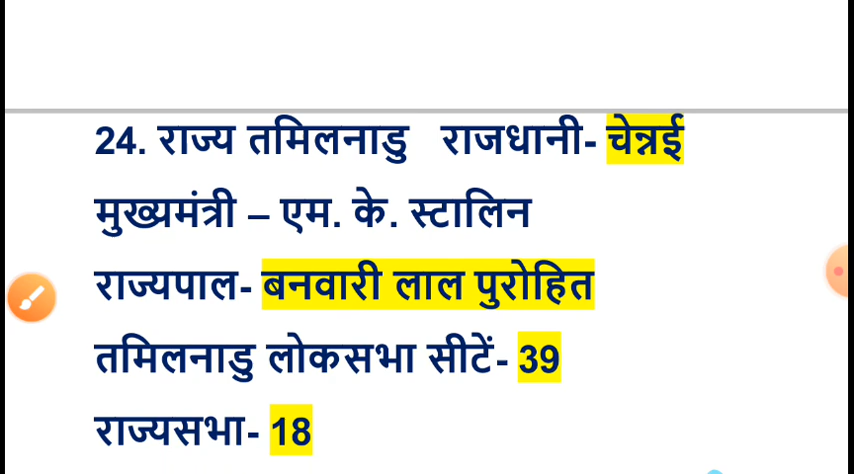 24. राज्य तमिलनाडु राजधानी- चेन्नई
मुख्यमंत्री – एम. के. स्टालिन
राज्यपाल- बनवारी लाल पुरोहित
तमिलनाडु लोकसभा सीटें- 39
राज्यसभा- 18